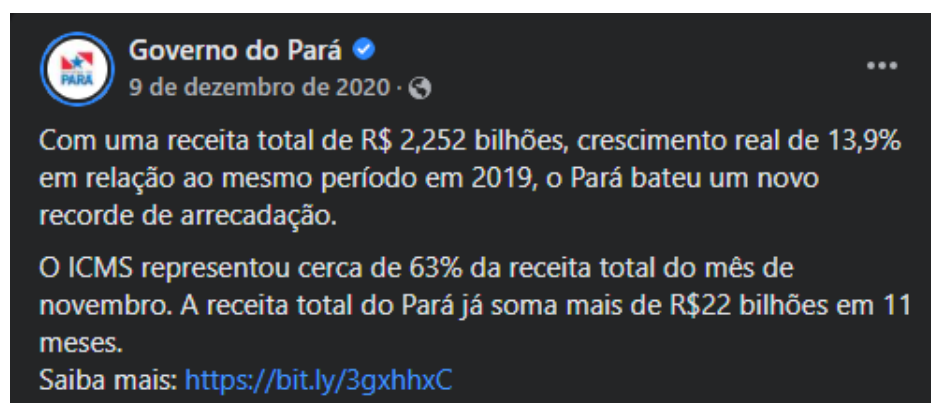 Governo do Pará
PARÁ
9 de dezembro de 2020 ·
Com uma receita total de R$ 2,252 bilhões, crescimento real de 13,9%
em relação ao mesmo período em 2019, o Pará bateu um novo
recorde de arrecadação.
O ICMS representou cerca de 63% da receita total do mês de
novembro. A receita total do Pará já soma mais de R$22 bilhões em 11
meses.
Saiba mais: https://bit.ly/3gxhhxC